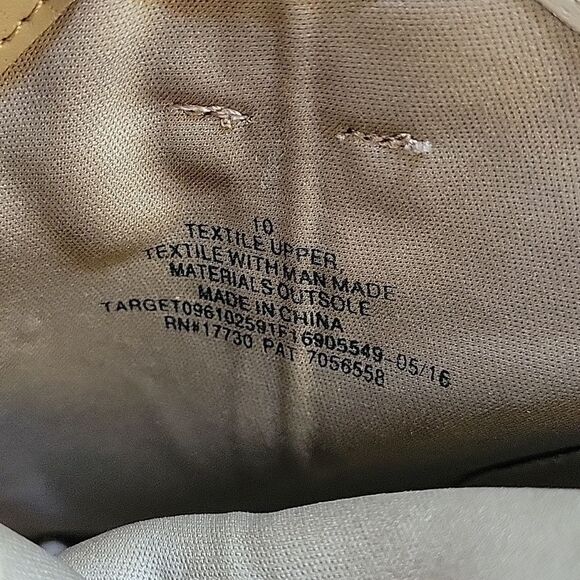 10
TEXTILE UPPER,
TEXTILE WITH MAN MADE
MATERIALS OUTSOLE
MADE IN CHINA
TARGET096102591F16905549 05/16
RN#17730 PAT 7056558